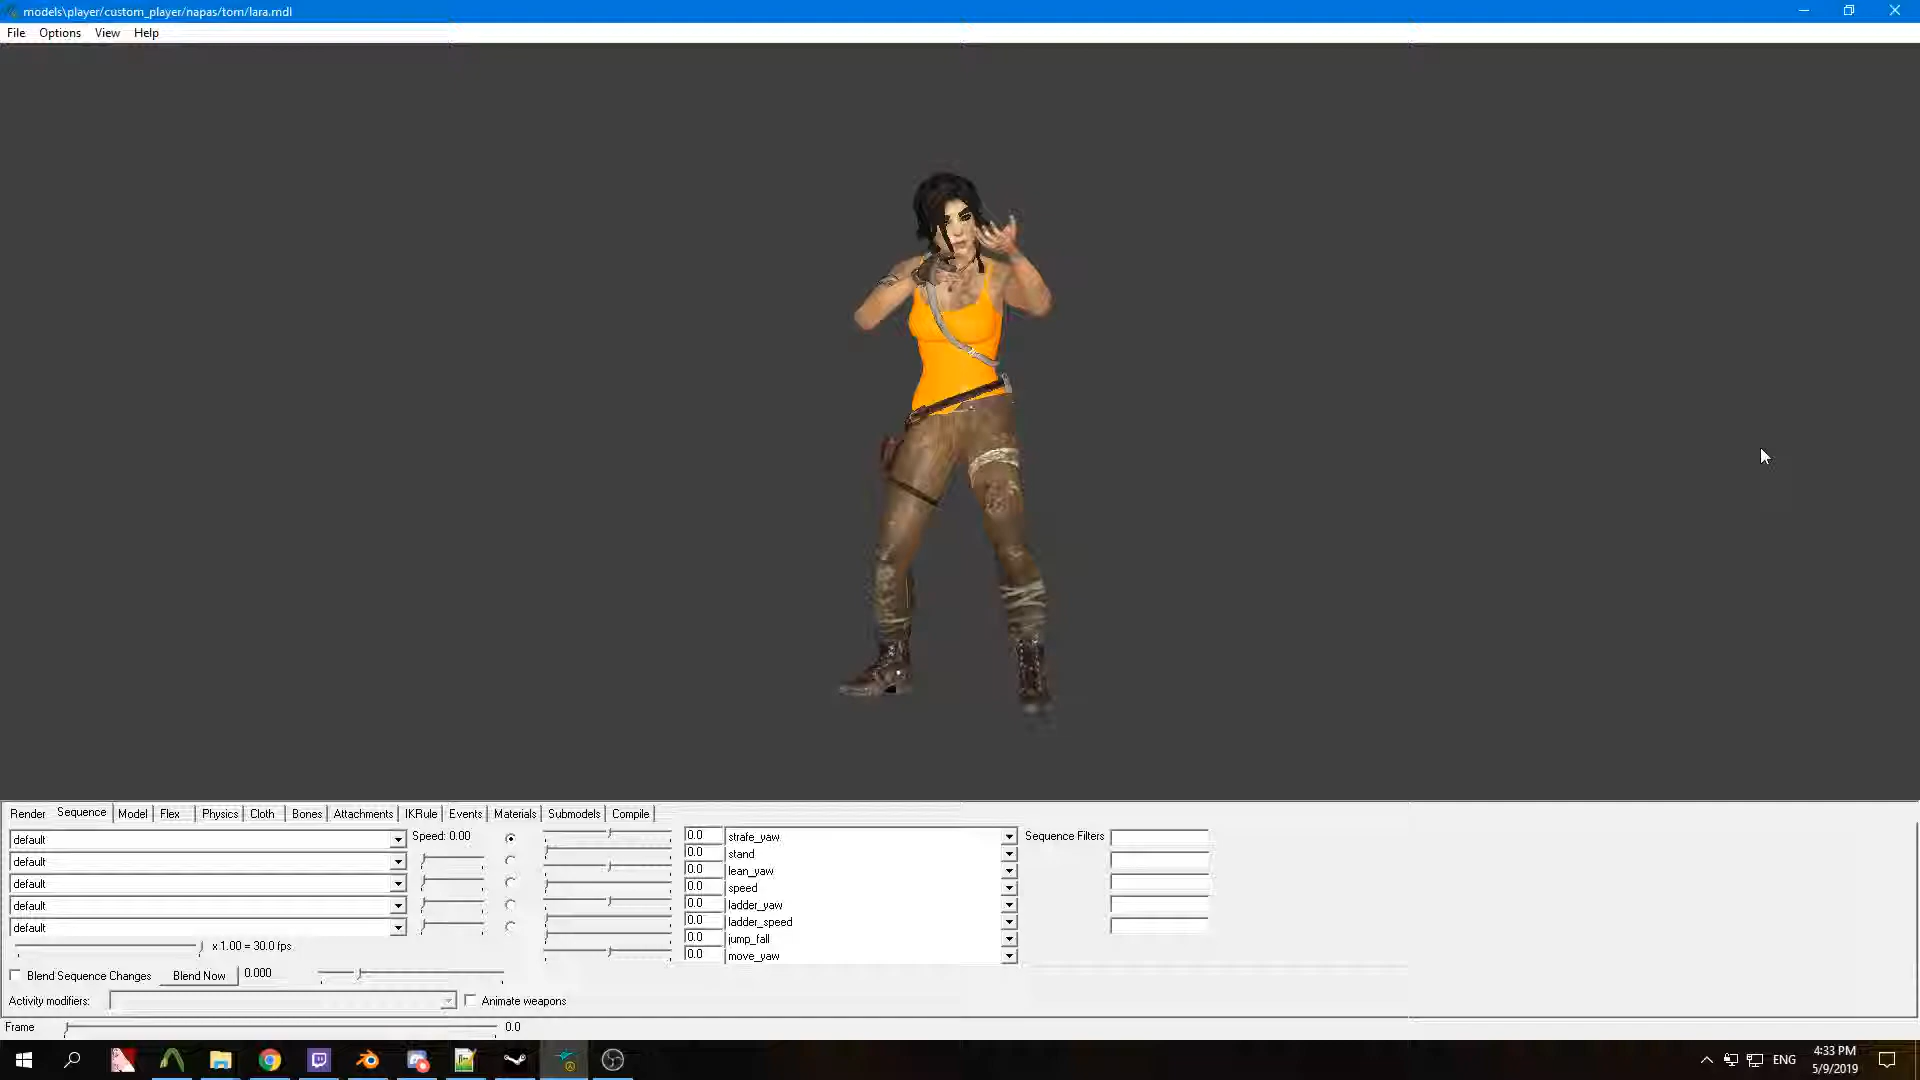 models\player/custom_player/napas/tom/lara.mdl
File Options View Help
Render Sequence Model Flex Physics Cloth Bones Attachments IKRule Events Materials Submodels Compile
default Speed: 0.00 0.0 strafe_yaw Sequence Filters
0.0 stand
default
0.0 lean_yaw
default 0.0 speed
default 0.0 ladder_yaw
0.0 ladder_speed
default
0.0 jump_fall
x 1.00 = 30.0 fps
0.0 move_yaw
Blend Sequence Changes Blend Now 0.000
Activity modifiers: Animate weapons
Frame 0.0
ENG 4:33 PM
5/9/2019